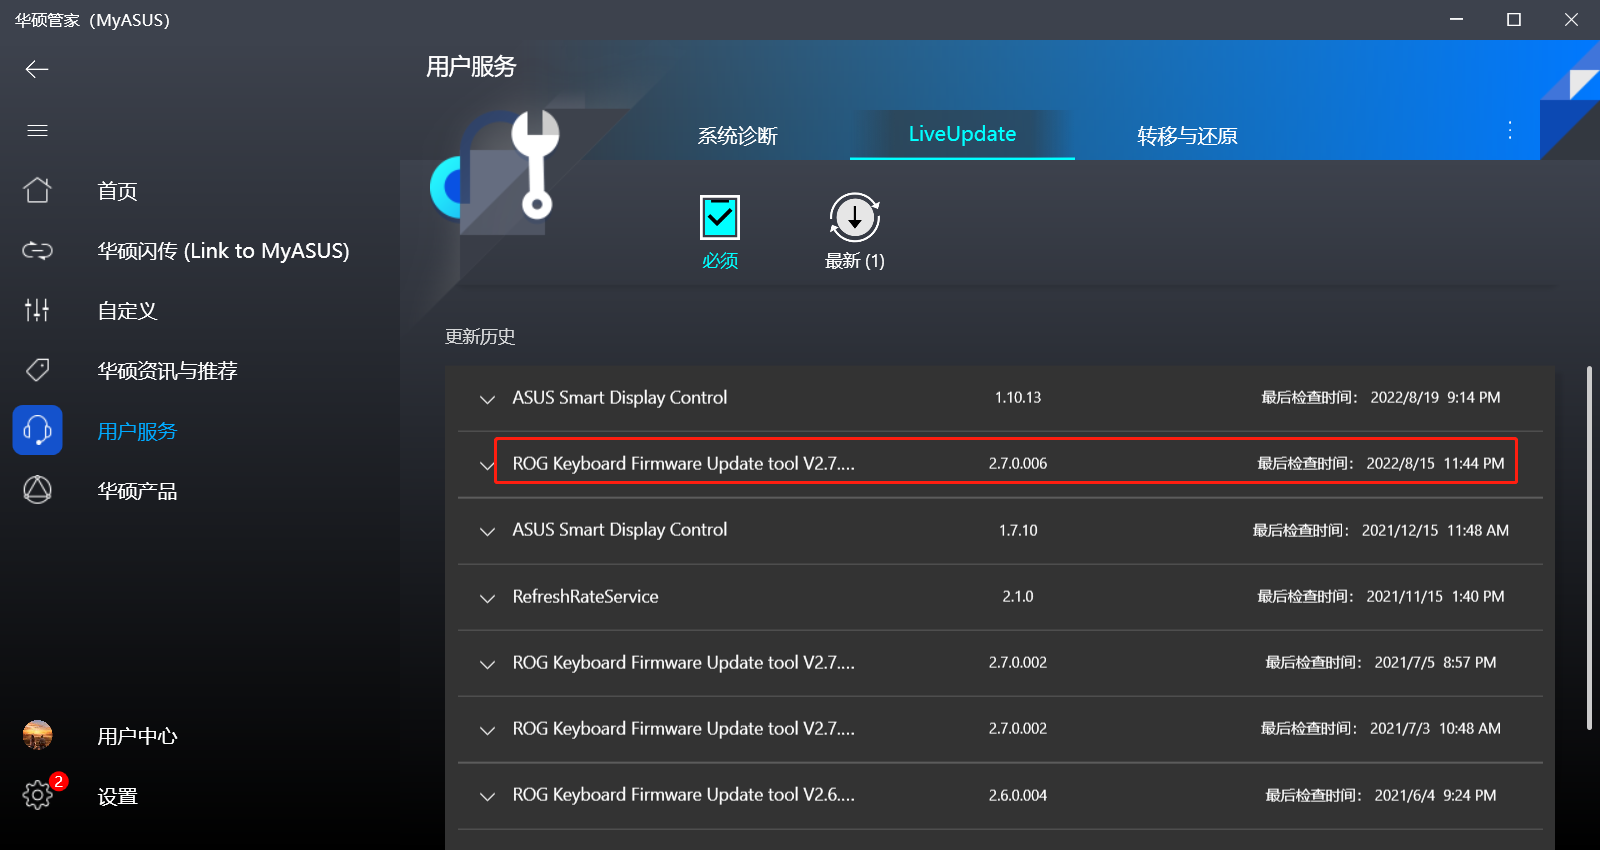 华硕管家（MyASUS）
用户服务
系统诊断
LiveUpdate
转移与还原
首页
华硕闪传 (Link to MyASUS)
自定义
华硕资讯与推荐
用户服务
华硕产品
用户中心
2
设置
必须
最新 (1)
更新历史
ASUS Smart Display Control 1.10.13 最后检查时间： 2022/8/19 9:14 PM
ROG Keyboard Firmware Update tool V2.7.... 2.7.0.006 最后检查时间： 2022/8/15 11:44 PM
ASUS Smart Display Control 1.7.10 最后检查时间： 2021/12/15 11:48 AM
RefreshRateService 2.1.0 最后检查时间： 2021/11/15 1:40 PM
ROG Keyboard Firmware Update tool V2.7.... 2.7.0.002 最后检查时间： 2021/7/5 8:57 PM
ROG Keyboard Firmware Update tool V2.7.... 2.7.0.002 最后检查时间： 2021/7/3 10:48 AM
ROG Keyboard Firmware Update tool V2.6.... 2.6.0.004 最后检查时间： 2021/6/4 9:24 PM